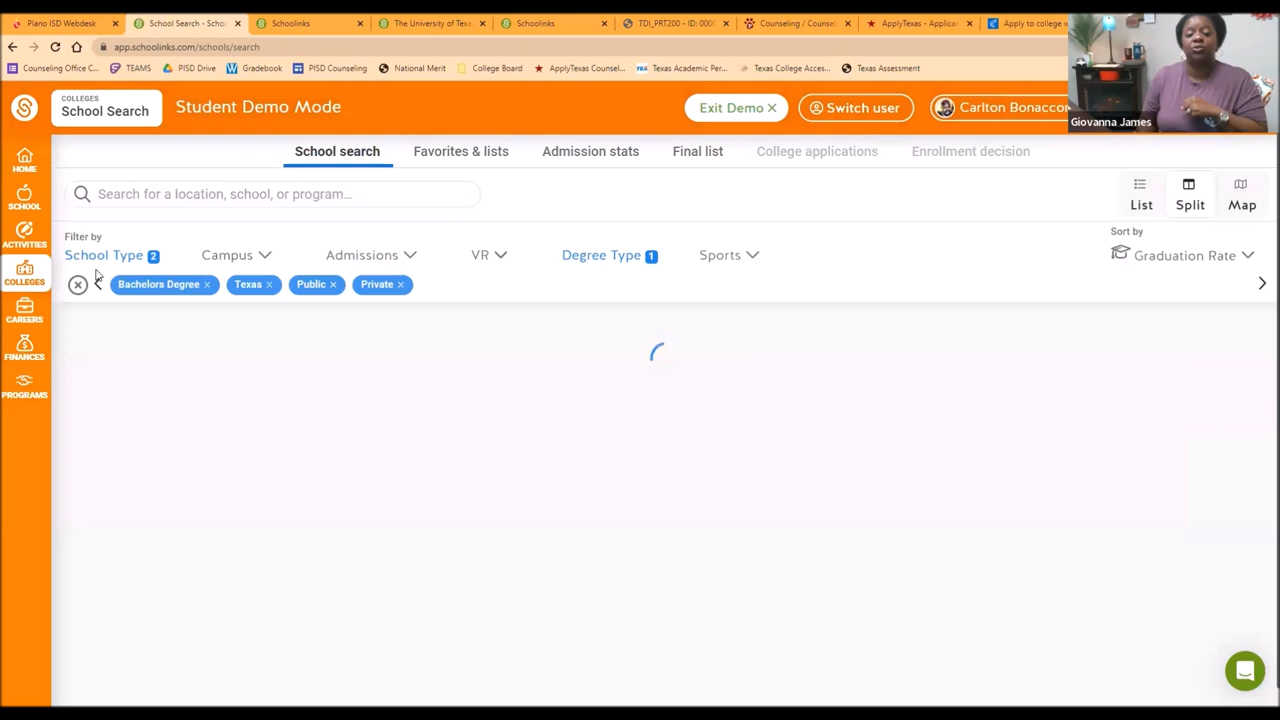 Plano ISD Webdesk
School Search - Schoo
Schoolinks
The University of Texa
Schoolinks
TDI_PRT200 - ID: 0000
Counseling / Counsel
ApplyTexas - Applican
Apply to college w
app.schoolinks.com/schools/search
Counseling Office C...
TEAMS
PISD Drive
Gradebook
PISD Counseling
National Merit
College Board
ApplyTexas Counsel...
Texas Academic Per...
Texas College Acces...
Texas Assessment
COLLEGES
School Search
Student Demo Mode
Exit Demo
Switch user
Carlton Bonaccor
Giovanna James
HOME
SCHOOL
ACTIVITIES
COLLEGES
CAREERS
FINANCES
PROGRAMS
School search
Favorites & lists
Admission stats
Final list
College applications
Enrollment decision
Search for a location, school, or program...
List
Split
Map
Filter by
School Type 2
Campus
Admissions
VR
Degree Type 1
Sports
Sort by
Graduation Rate
Bachelors Degree ×
Texas ×
Public ×
Private ×